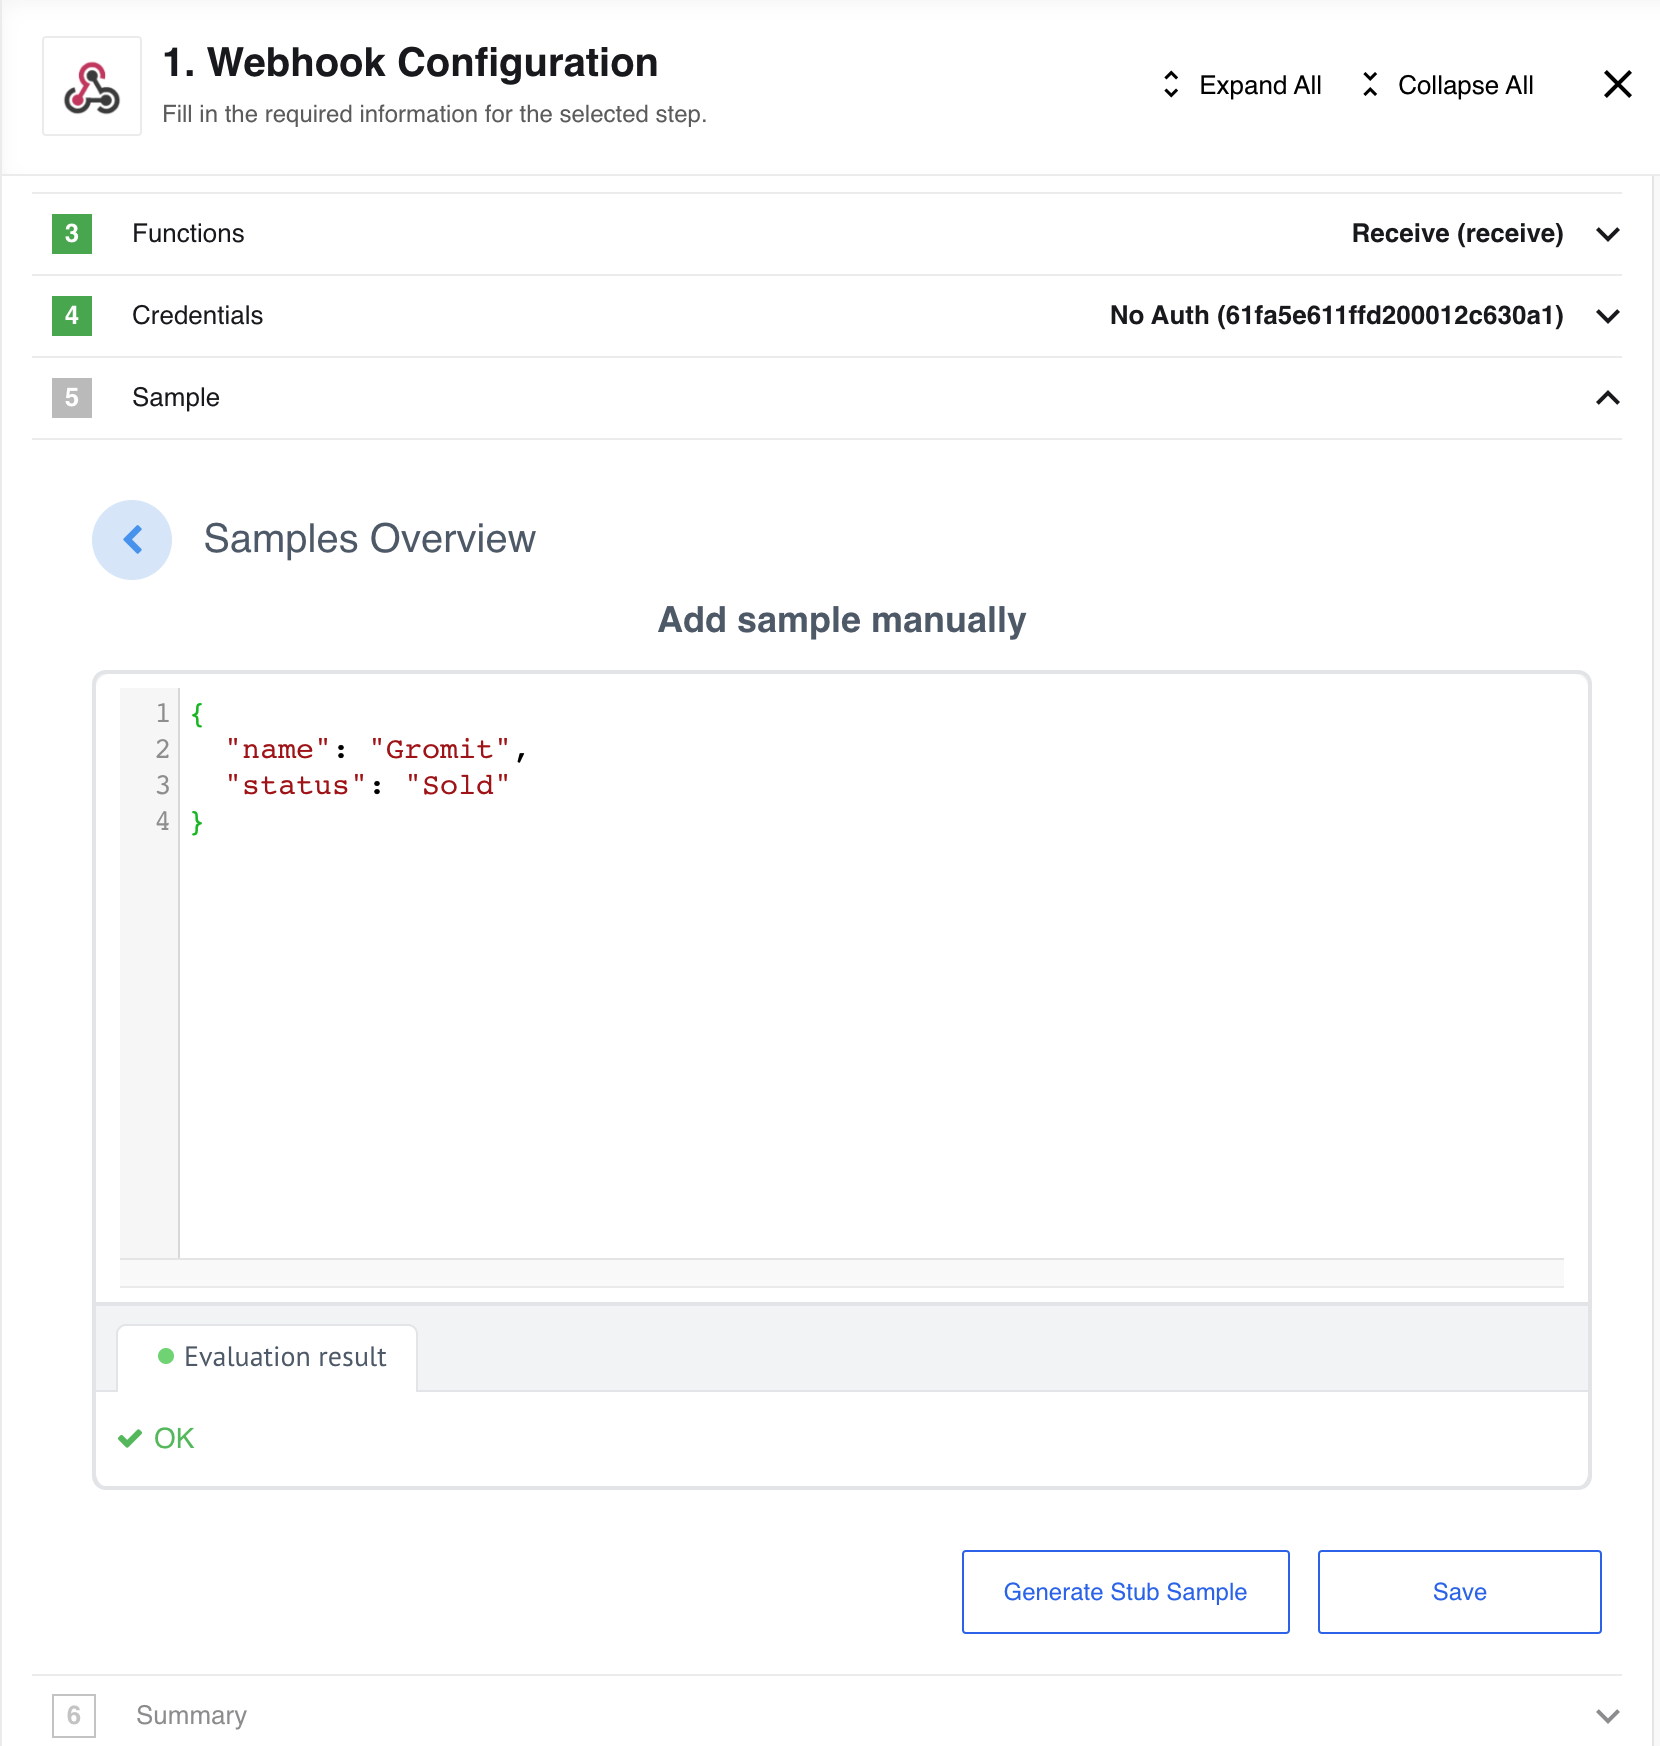 1. Webhook Configuration
Fill in the required information for the selected step.
Expand All
Collapse All
3 Functions Receive (receive)
4 Credentials No Auth (61fa5e611ffd200012c630a1)
5 Sample
Samples Overview
Add sample manually
1 {
2 "name": "Gromit",
3 "status": "Sold"
4 }
Evaluation result
OK
Generate Stub Sample Save
6 Summary